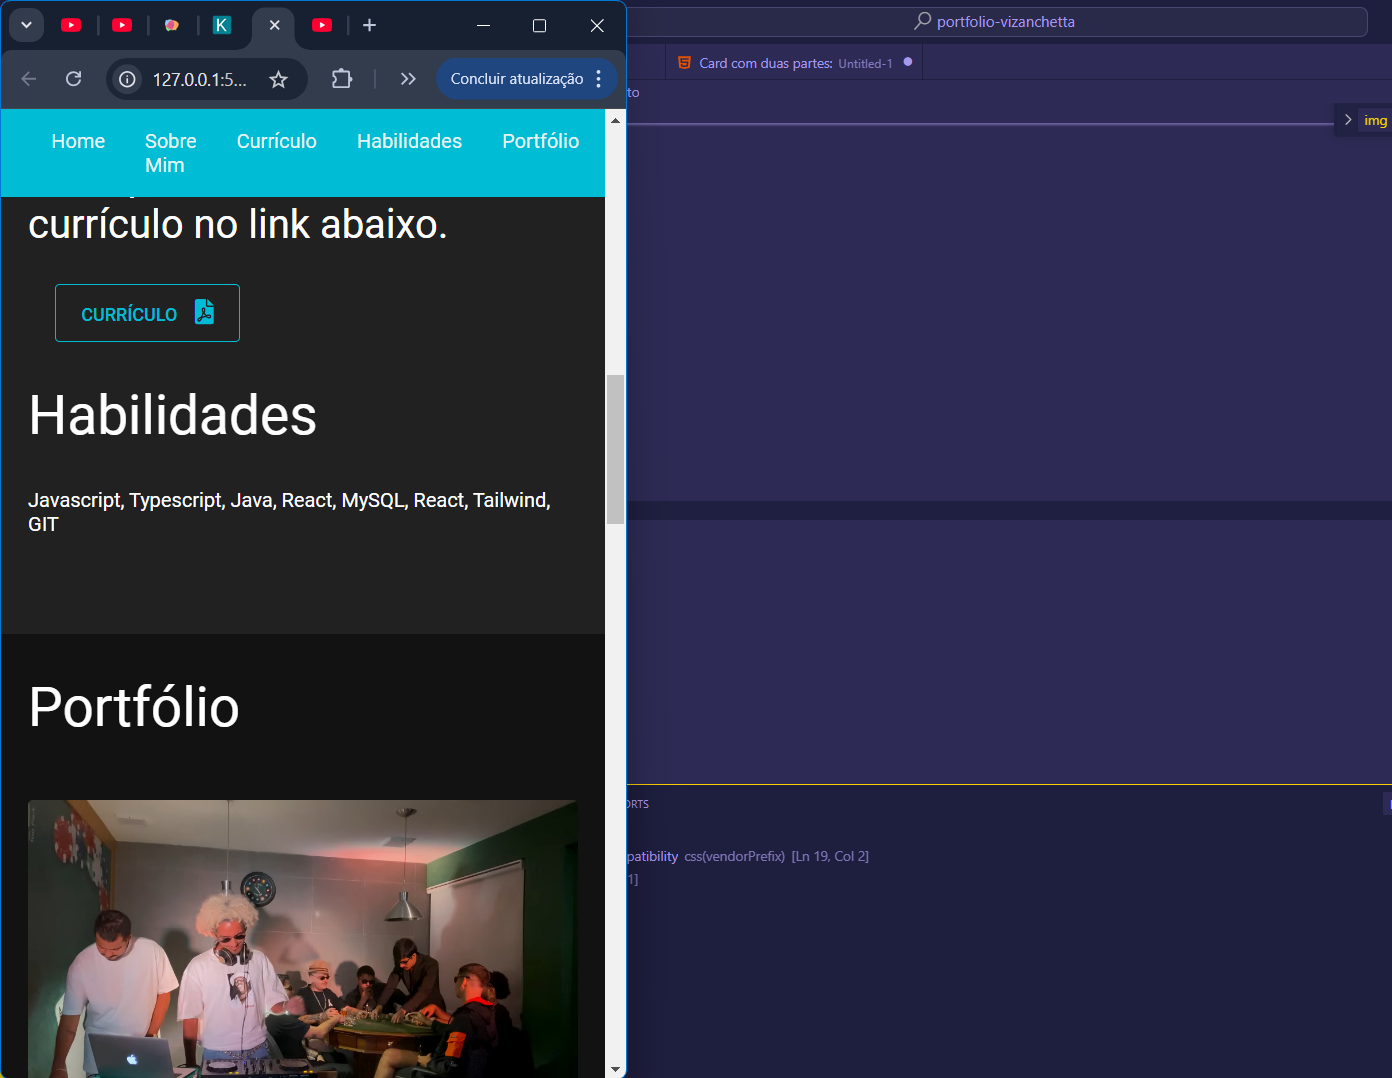 portfolio-vizanchetta
Card com duas partes: Untitled-1
127.0.0.1:5...
Concluir atualização
to
img
Home
Sobre Mim
Currículo
Habilidades
Portfólio
currículo no link abaixo.
CURRÍCULO
Habilidades
Javascript, Typescript, Java, React, MySQL, React, Tailwind,
GIT
Portfólio
ORTS
patibility css(vendorPrefix) [Ln 19, Col 2]
1]